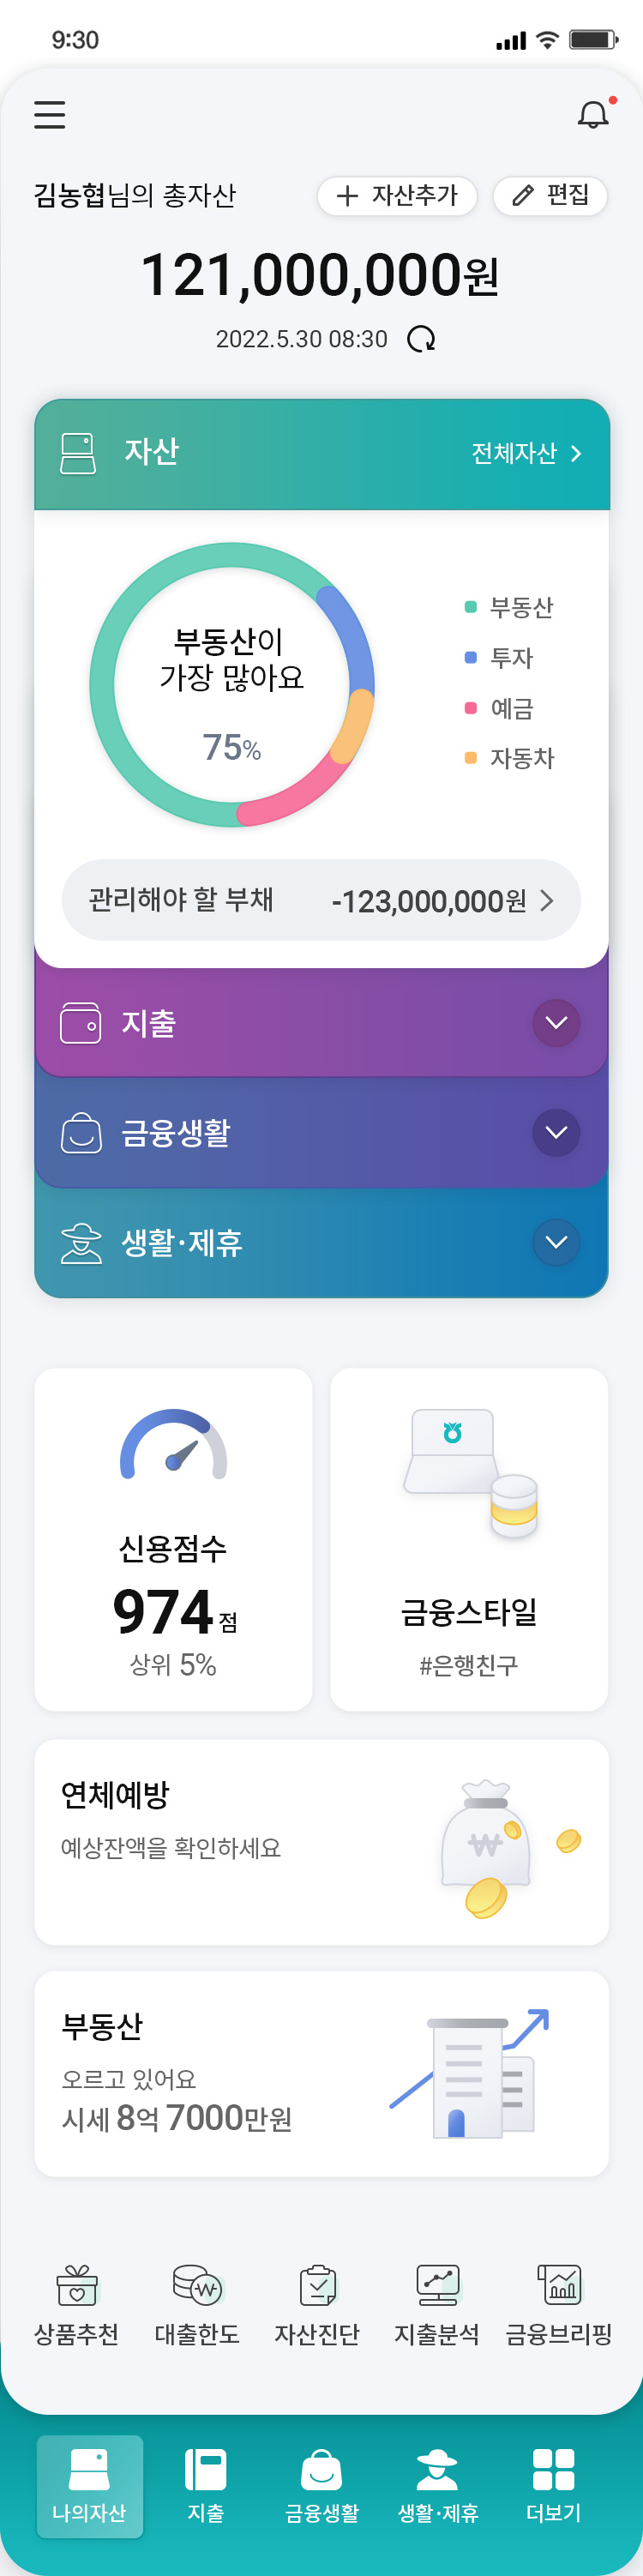 9:30
김농협님의 총자산
자산추가
편집
121,000,000원
2022.5.30 08:30
자산
전체자산
부동산이
가장 많아요
75%
부동산
투자
예금
자동차
관리해야 할 부채
-123,000,000원
지출
금융생활
생활·제휴
신용점수
974점
상위 5%
금융스타일
#은행친구
연체예방
예상잔액을 확인하세요
₩
부동산
오르고 있어요
시세 8억 7000만원
₩
상품추천
대출한도
자산진단
지출분석
금융브리핑
나의자산
지출
금융생활
생활·제휴
더보기